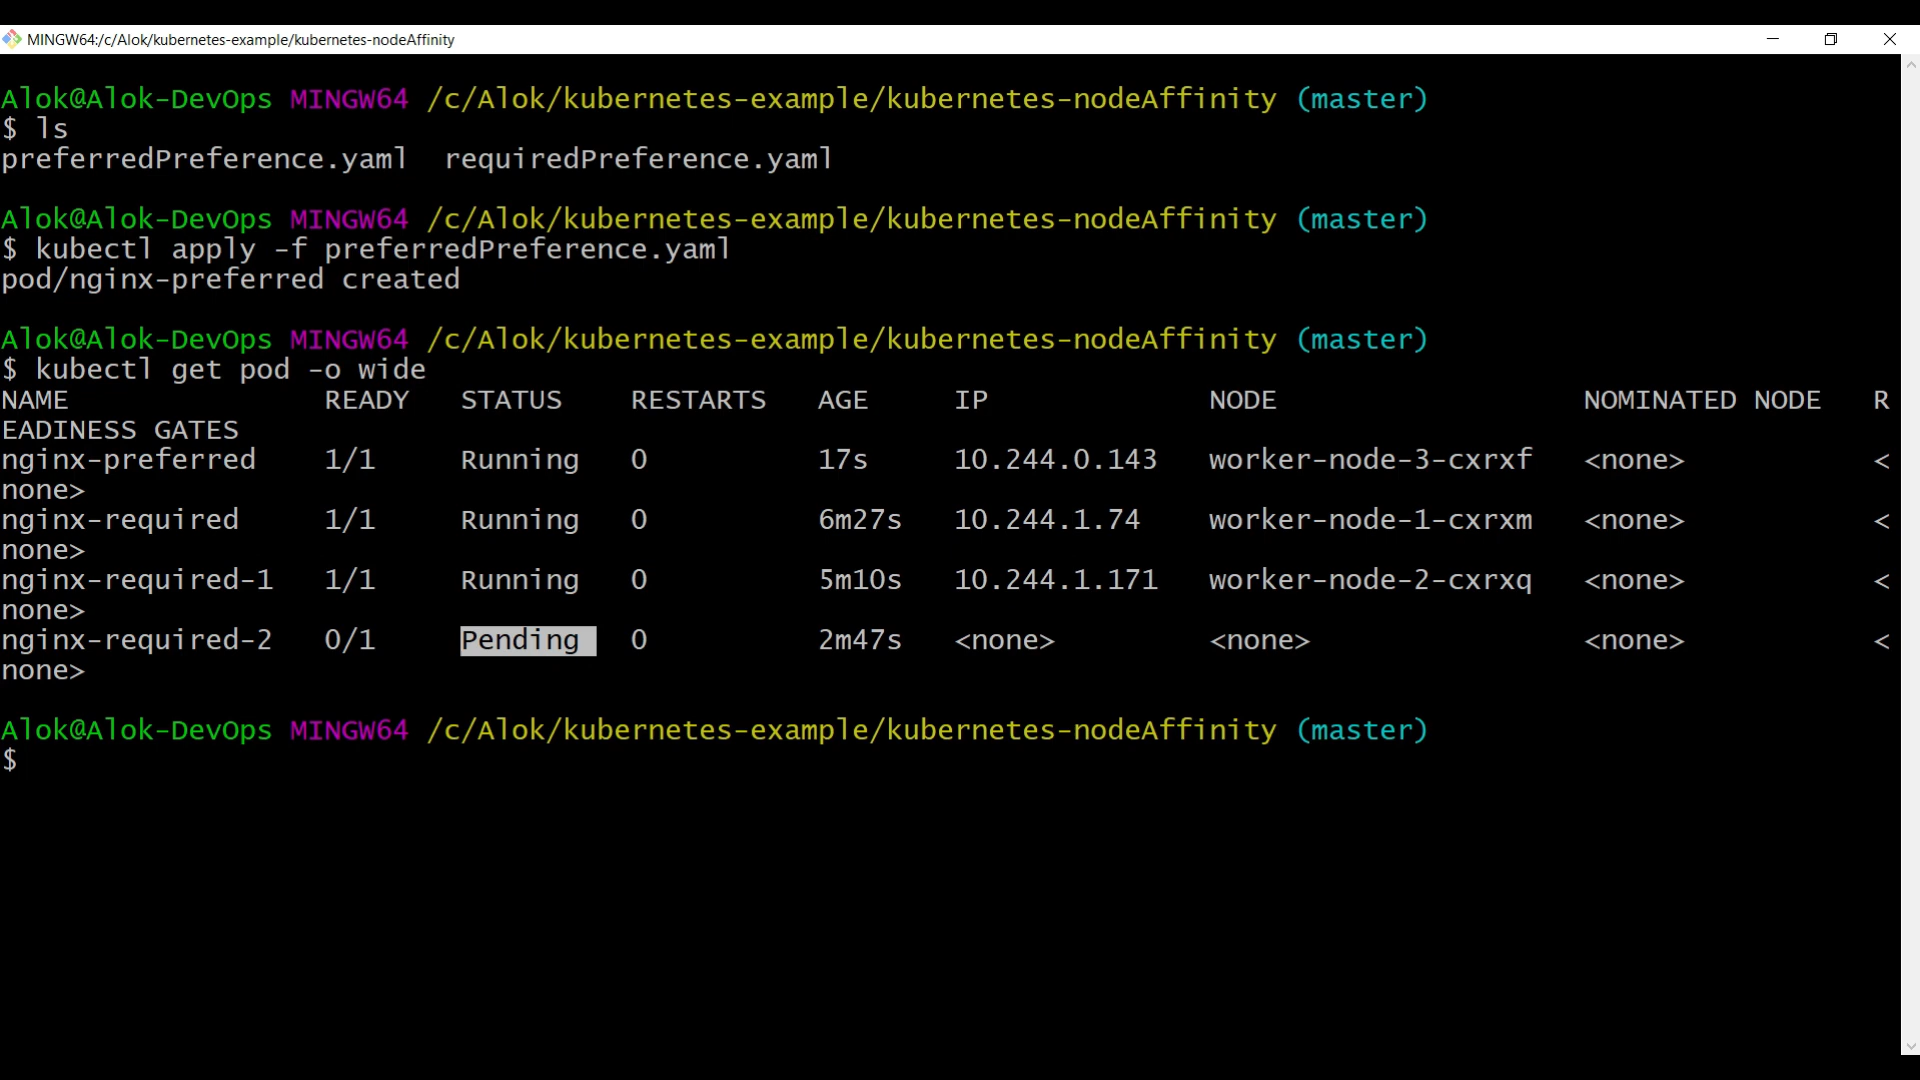 MINGW64:/c/Alok/kubernetes-example/kubernetes-nodeAffinity
Alok@Alok-DevOps MINGW64 /c/Alok/kubernetes-example/kubernetes-nodeAffinity (master)
$ ls
preferredPreference.yaml  requiredPreference.yaml
Alok@Alok-DevOps MINGW64 /c/Alok/kubernetes-example/kubernetes-nodeAffinity (master)
$ kubectl apply -f preferredPreference.yaml
pod/nginx-preferred created
Alok@Alok-DevOps MINGW64 /c/Alok/kubernetes-example/kubernetes-nodeAffinity (master)
$ kubectl get pod -o wide
NAME               READY   STATUS    RESTARTS   AGE     IP             NODE                  NOMINATED NODE   R
EADINESS GATES
nginx-preferred    1/1     Running   0          17s     10.244.0.143   worker-node-3-cxrxf   <none>           <
none>
nginx-required     1/1     Running   0          6m27s   10.244.1.74    worker-node-1-cxrxm   <none>           <
none>
nginx-required-1   1/1     Running   0          5m10s   10.244.1.171   worker-node-2-cxrxq   <none>           <
none>
nginx-required-2   0/1     Pending   0          2m47s   <none>         <none>                <none>           <
none>
Alok@Alok-DevOps MINGW64 /c/Alok/kubernetes-example/kubernetes-nodeAffinity (master)
$